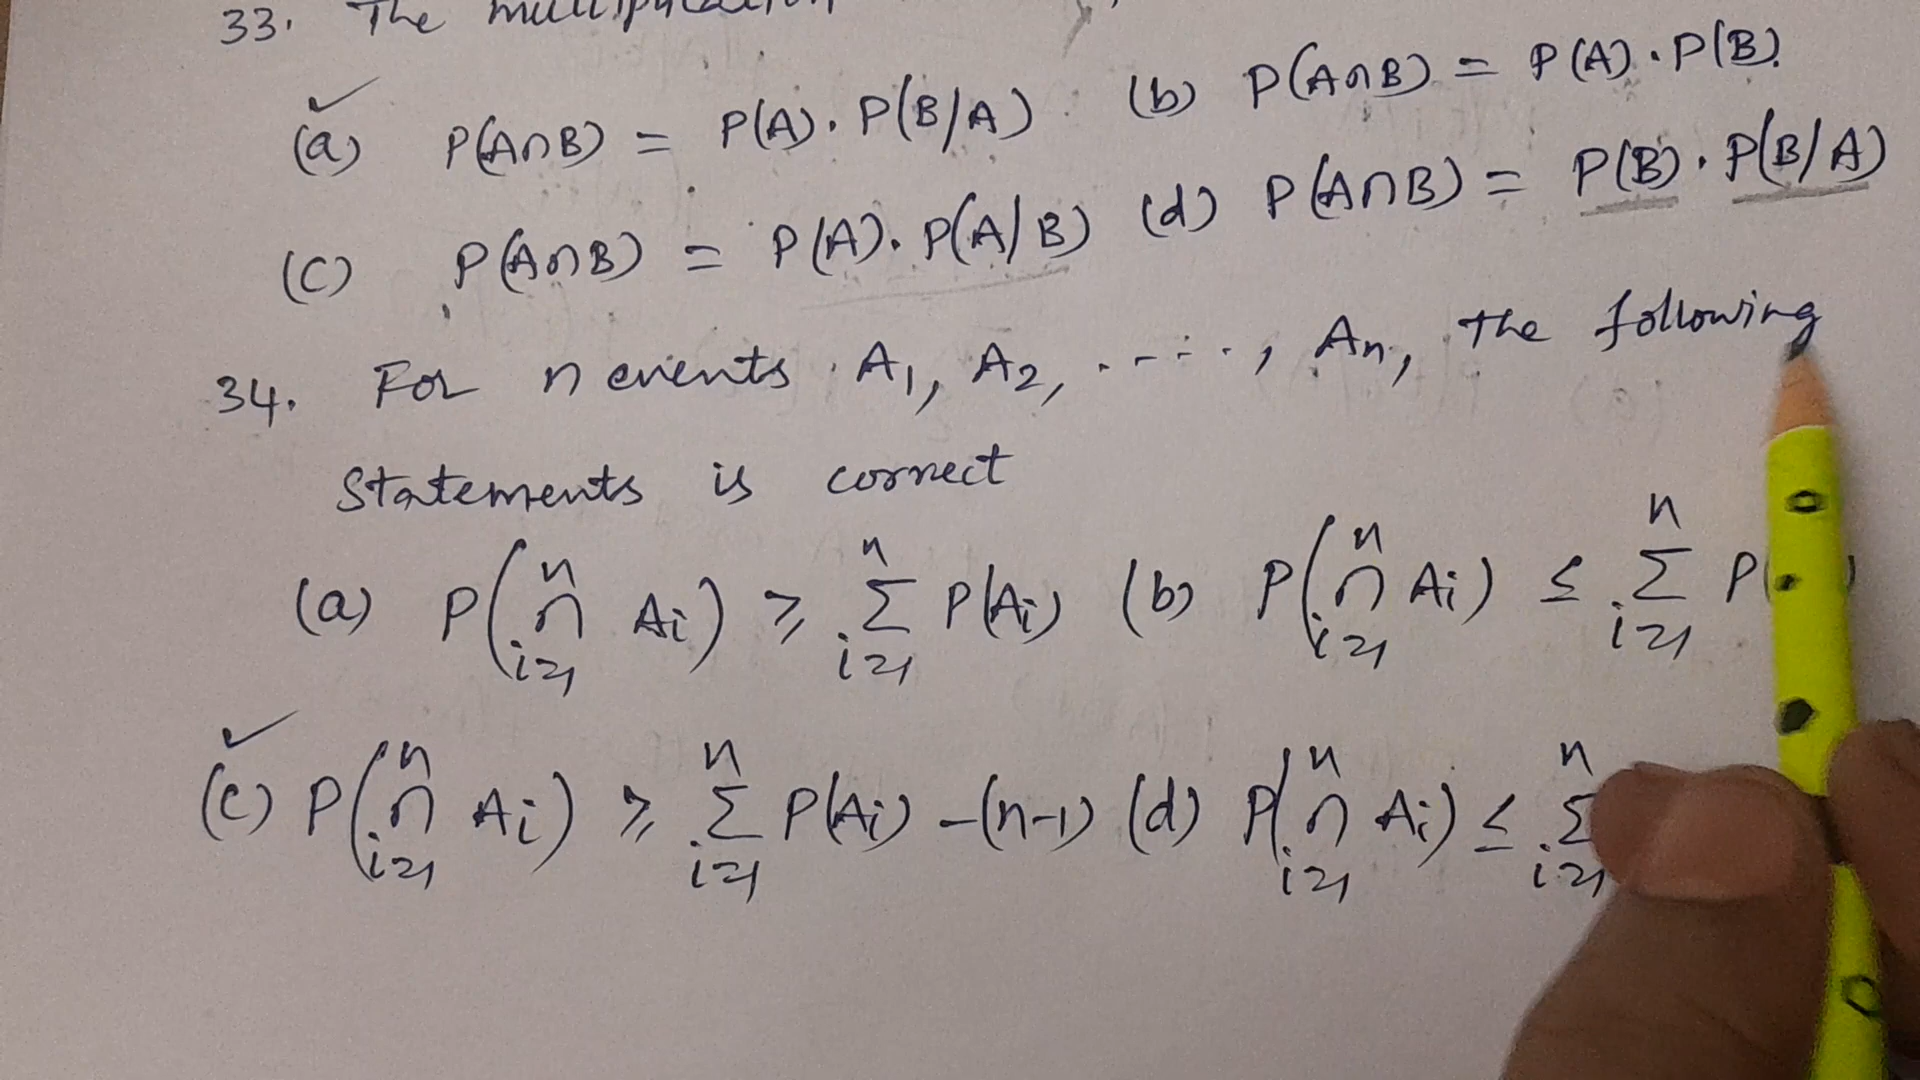 33. The multiplication
(a) P(A∩B) = P(A). P(B/A) (b) P(A∩B) = P(A). P(B).
(c) P(A∩B) = P(A). P(A/B) (d) P(A∩B) = P(B). P(B/A)
34. For n events A₁, A₂, ....., Aₙ, the following
Statements is correct
(a) P(∩ᵢ₌₁ⁿ Aᵢ) ≥ Σᵢ₌₁ⁿ P(Aᵢ) (b) P(∩ᵢ₌₁ⁿ Aᵢ) ≤ Σᵢ₌₁ⁿ P(
(c) P(∩ᵢ₌₁ⁿ Aᵢ) ≥ Σᵢ₌₁ⁿ P(Aᵢ) -(n-1) (d) P(∩ᵢ₌₁ⁿ Aᵢ) ≤ Σᵢ₌₁ⁿ